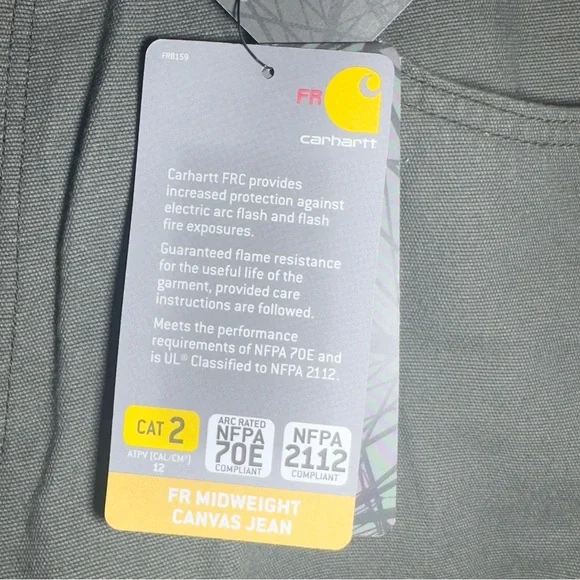 FRB159
FR
carhartt
Carhartt FRC provides
increased protection against
electric arc flash and flash
fire exposures.
Guaranteed flame resistance
for the useful life of the
garment, provided care
instructions are followed.
Meets the performance
requirements of NFPA 70E and
is UL® Classified to NFPA 2112.
CAT 2
ATPV (CAL/CM²)
12
ARC RATED
NFPA
70E
COMPLIANT
NFPA
2112
COMPLIANT
FR MIDWEIGHT
CANVAS JEAN